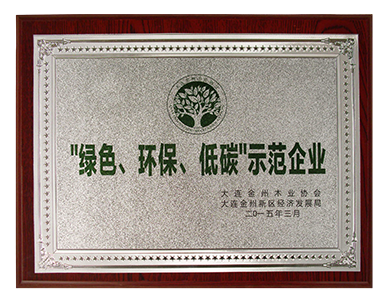 "绿色、环保、低碳"示范企业
大连金州木业协会
大连金州新区经济发展局
二O一五年三月